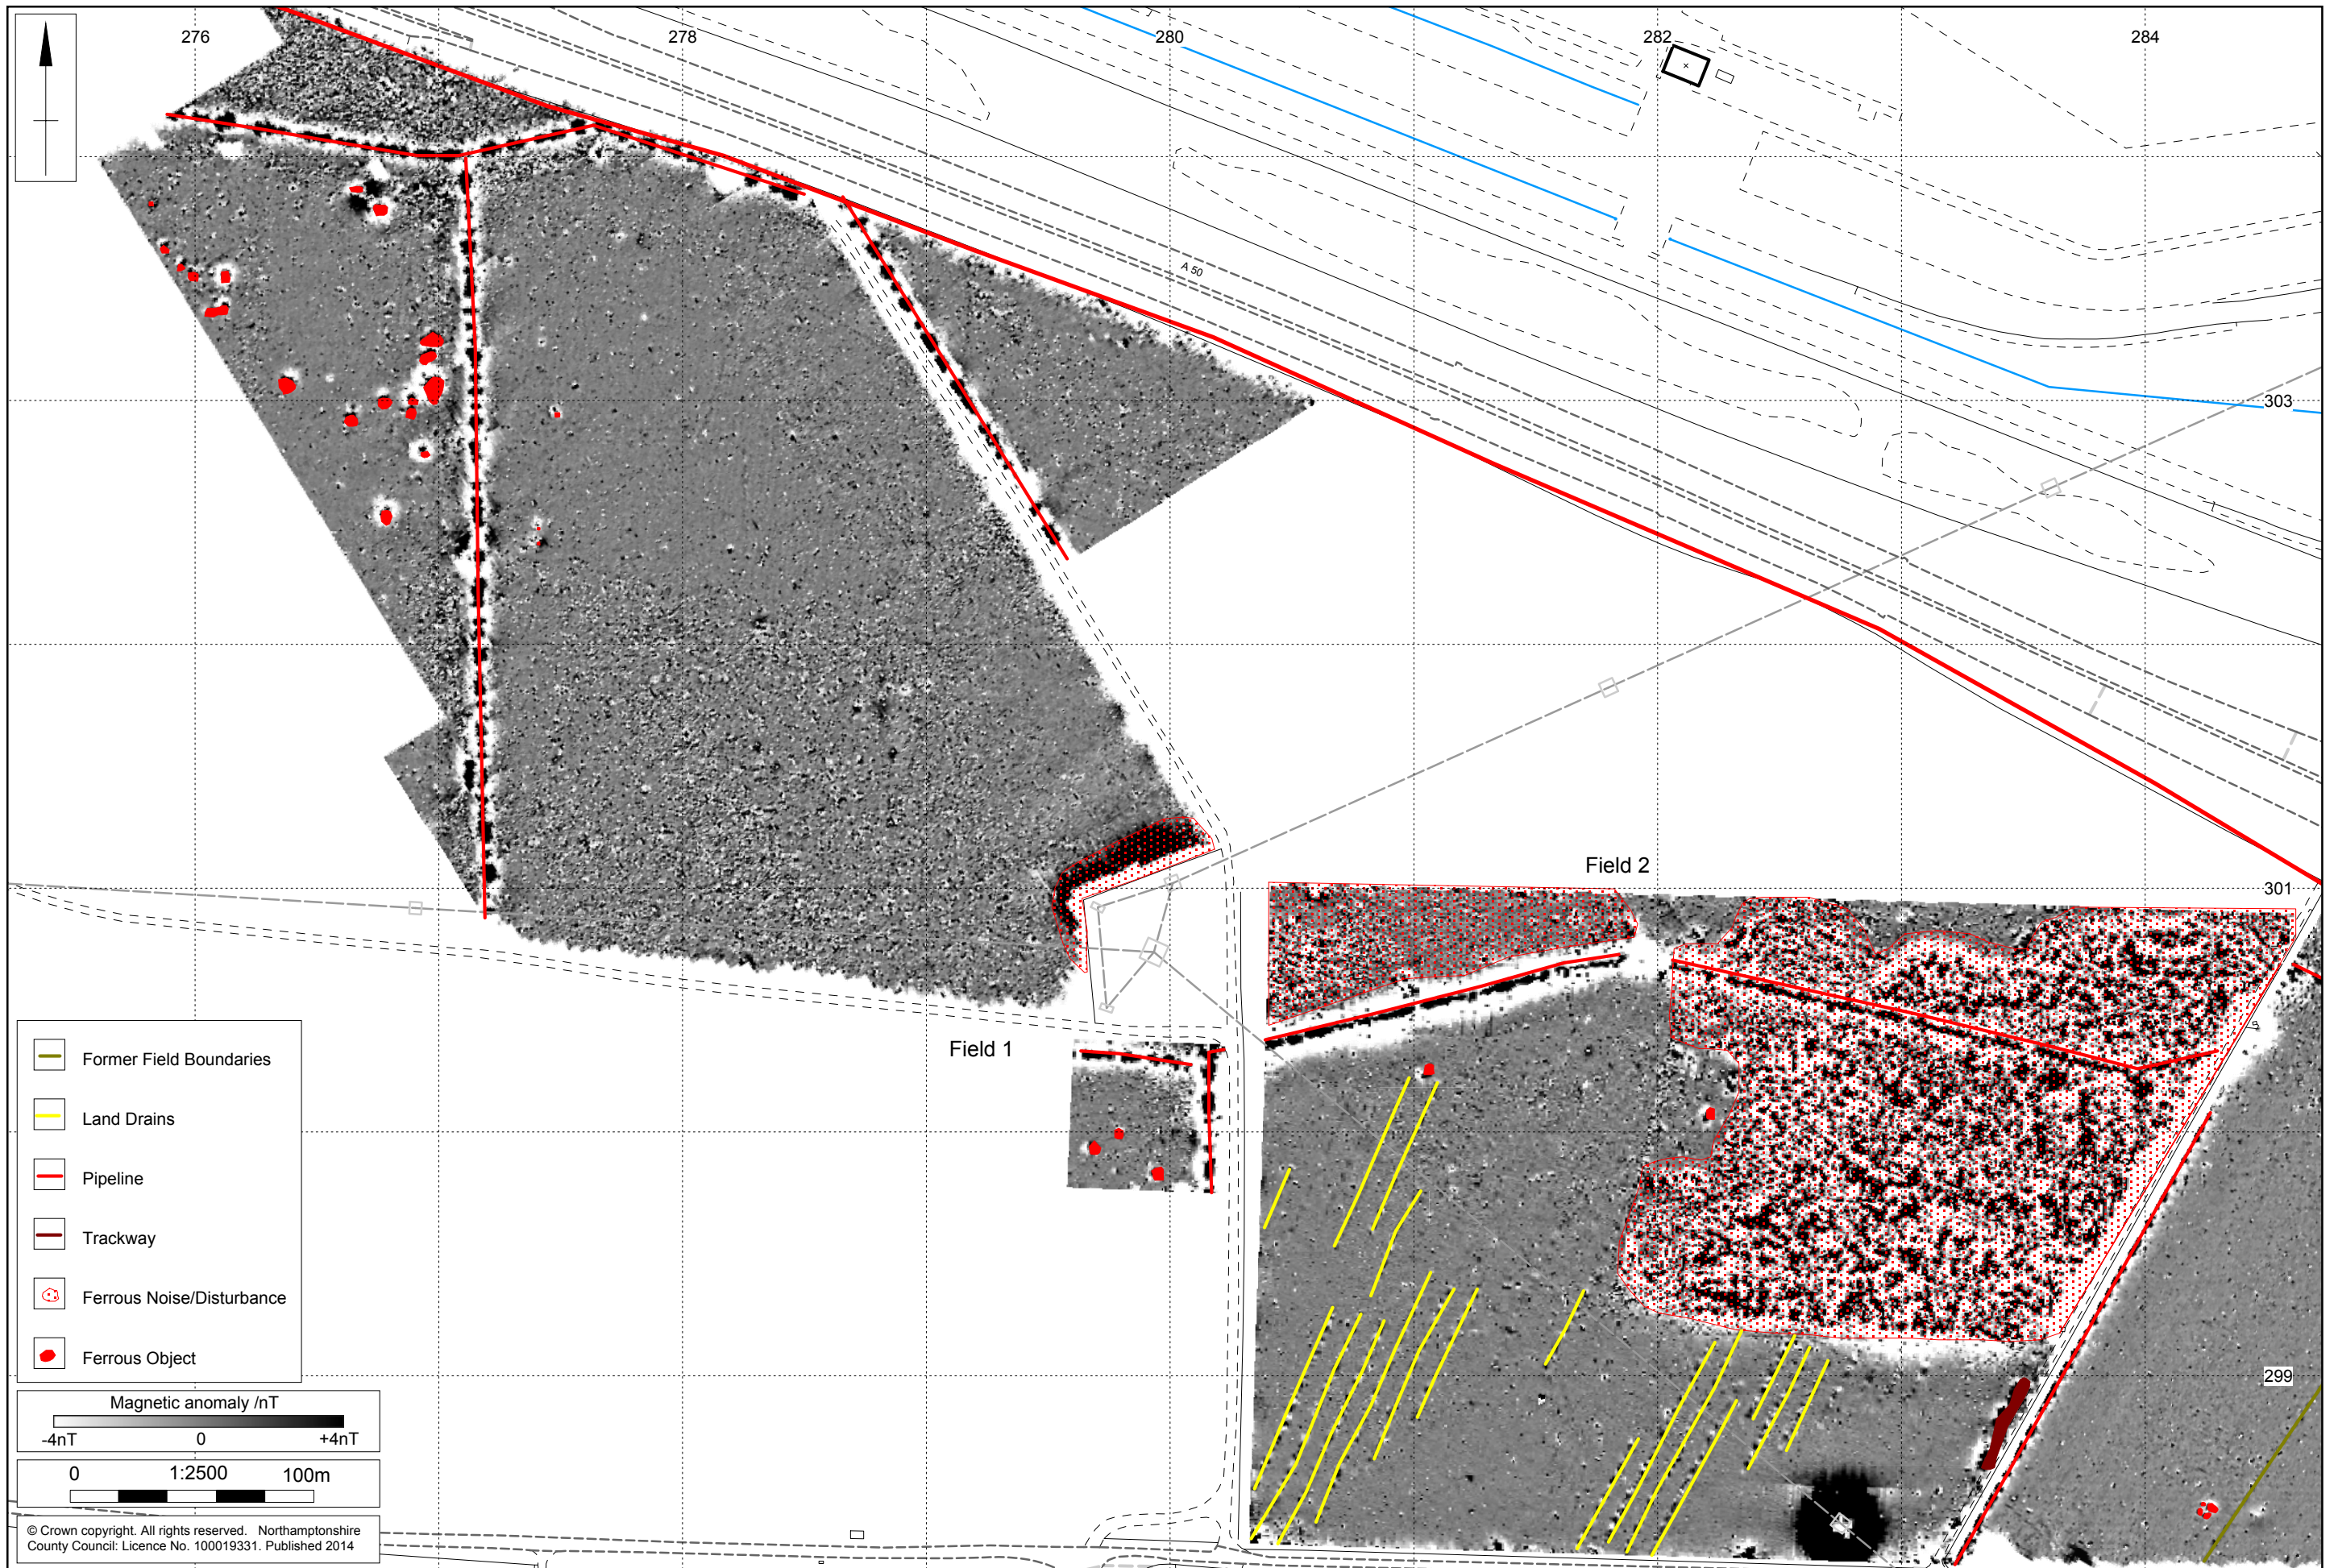 276
278
280
282
284
A 50
303
Field 2
301
Field 1
Former Field Boundaries
Land Drains
Pipeline
Trackway
Ferrous Noise/Disturbance
Ferrous Object
299
Magnetic anomaly /nT
-4nT 0 +4nT
0 1:2500 100m
© Crown copyright. All rights reserved. Northamptonshire
County Council: Licence No. 100019331. Published 2014